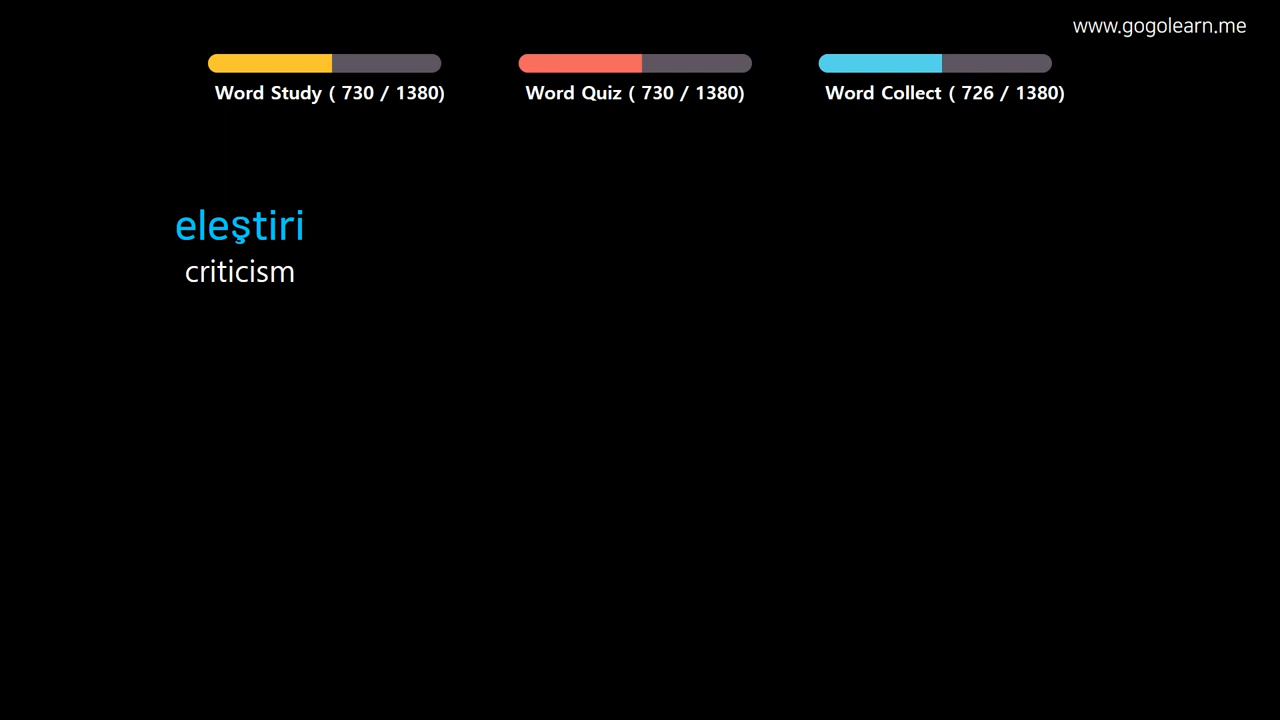 www.gogolearn.me
Word Study ( 730 / 1380)
Word Quiz ( 730 / 1380)
Word Collect ( 726 / 1380)
eleştiri
criticism